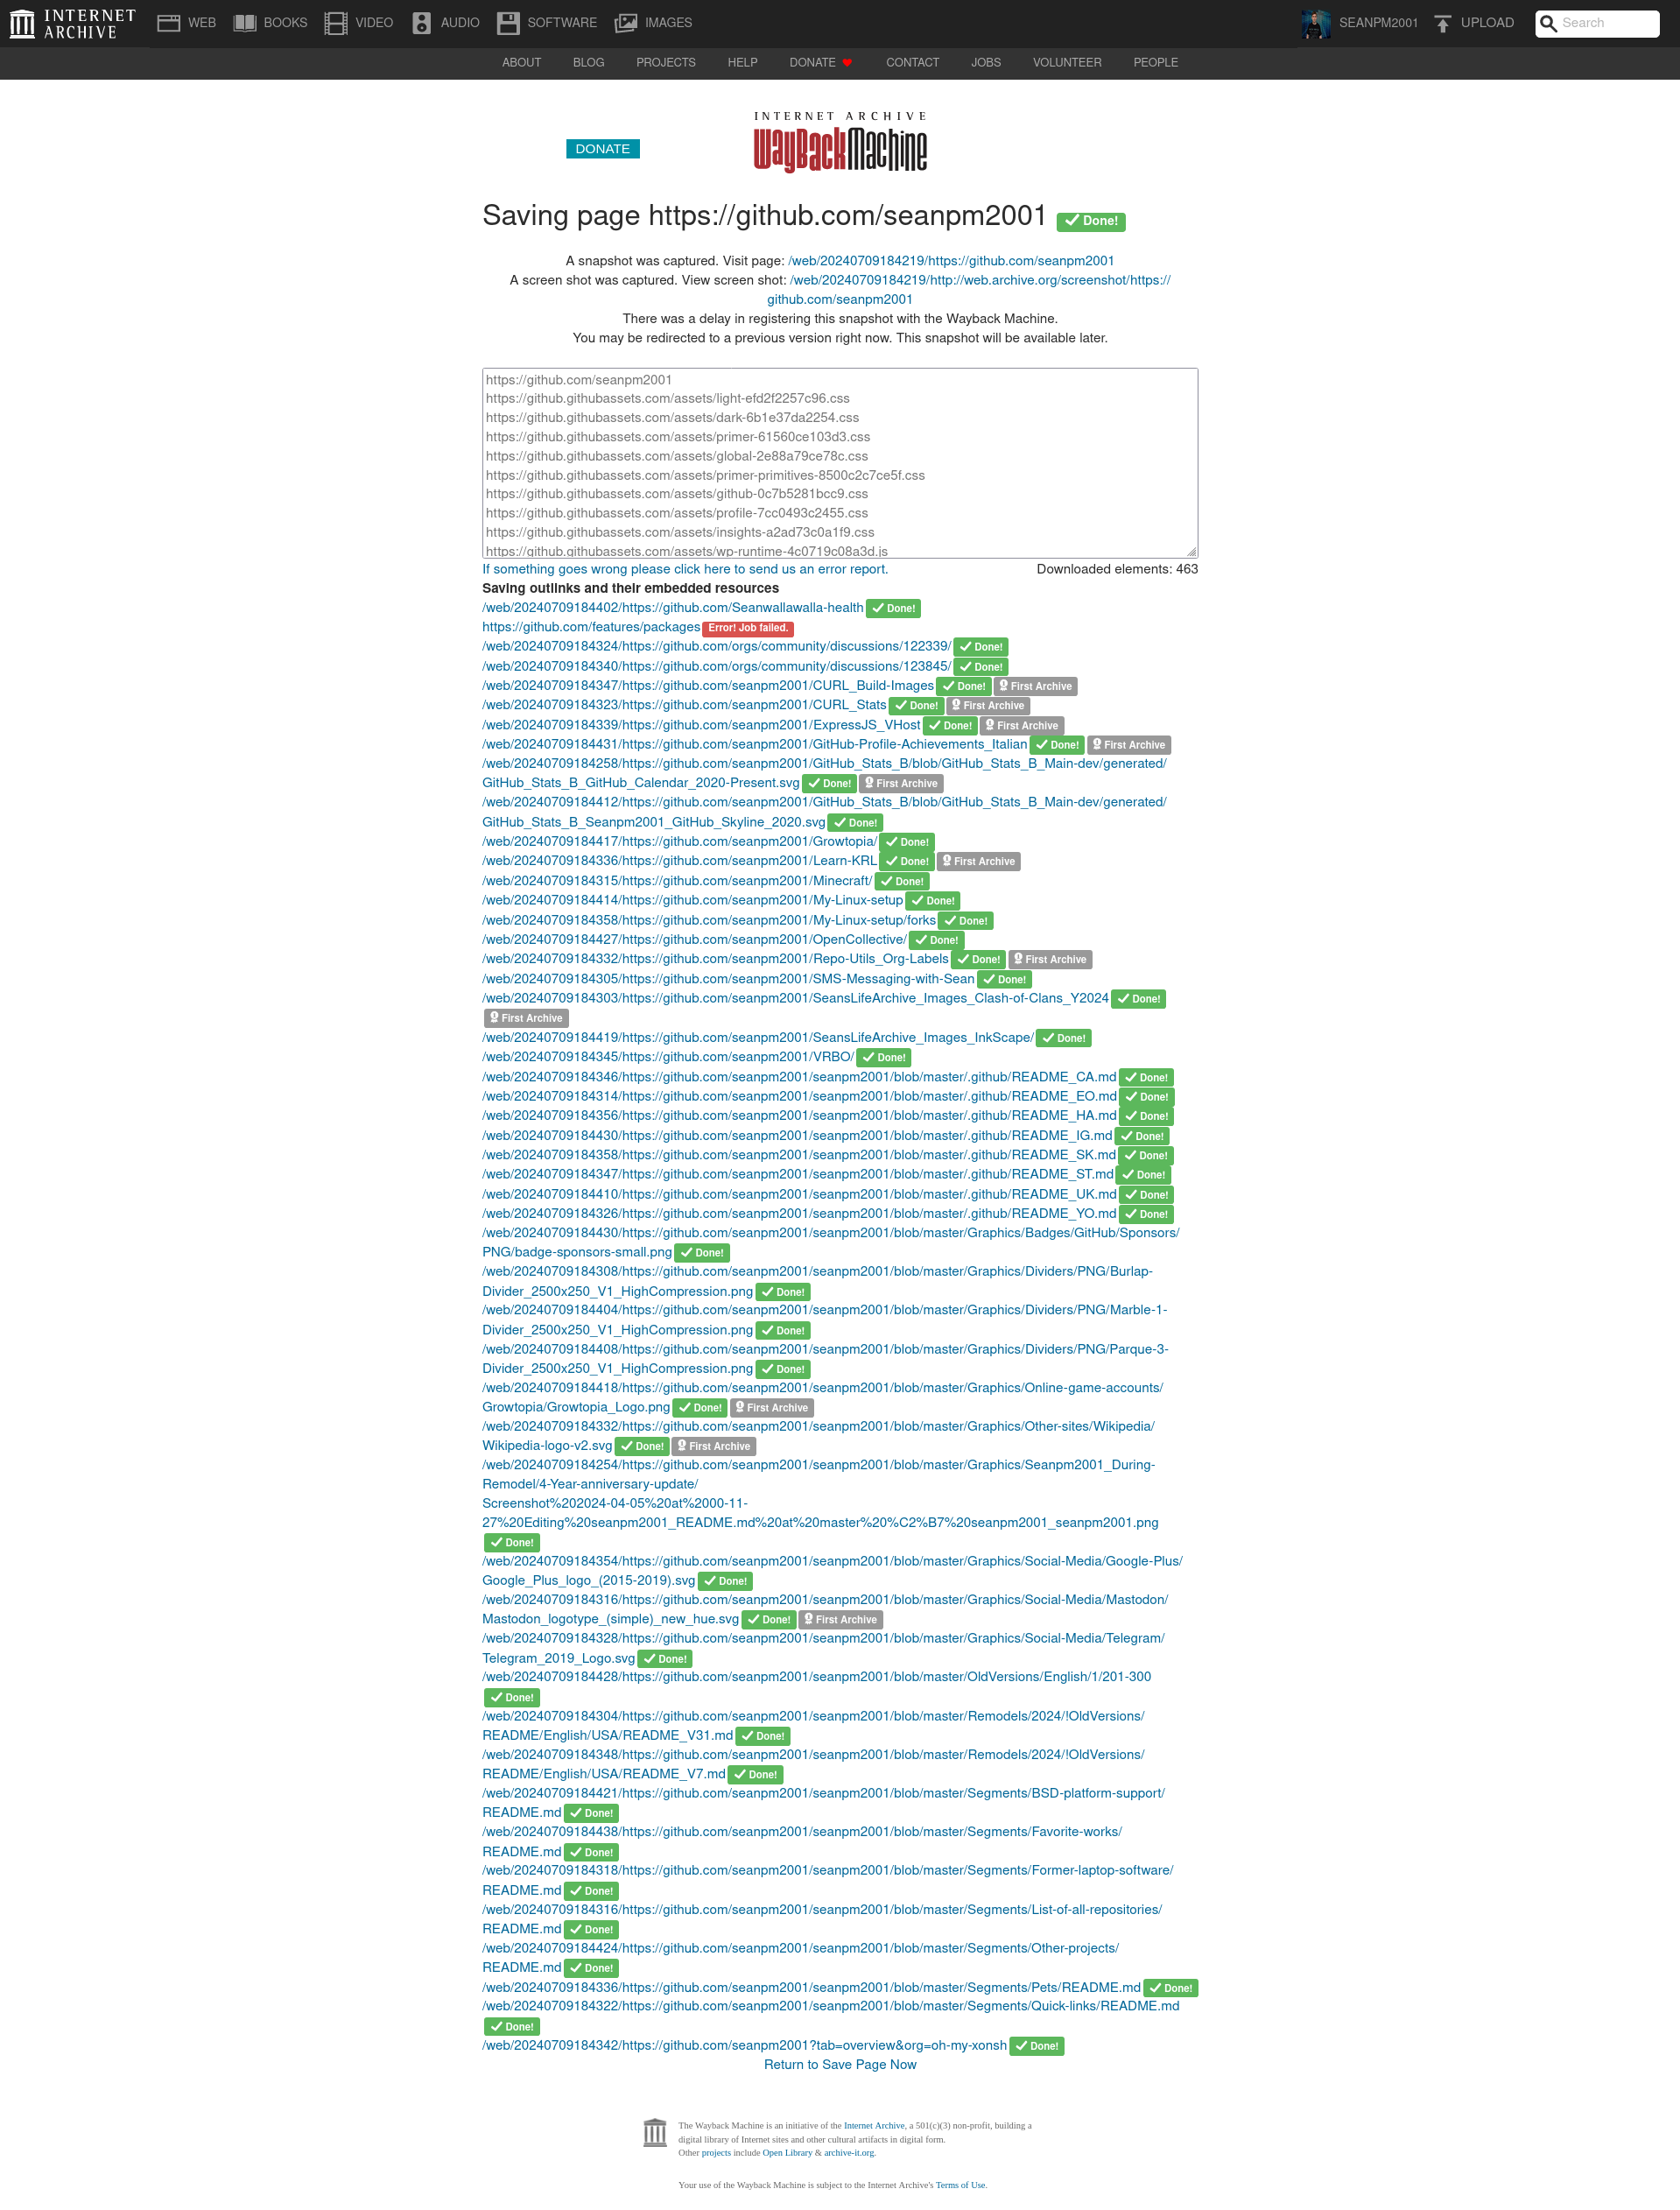 INTERNET ARCHIVE
WEB BOOKS VIDEO AUDIO SOFTWARE IMAGES SEANPM2001 UPLOAD Search
ABOUT BLOG PROJECTS HELP DONATE CONTACT JOBS VOLUNTEER PEOPLE
INTERNET ARCHIVE
DONATE WayBackMachine
Saving page https://github.com/seanpm2001 Done!
A snapshot was captured. Visit page: /web/20240709184219/https://github.com/seanpm2001
A screen shot was captured. View screen shot: /web/20240709184219/http://web.archive.org/screenshot/https://
github.com/seanpm2001
There was a delay in registering this snapshot with the Wayback Machine.
You may be redirected to a previous version right now. This snapshot will be available later.
https://github.com/seanpm2001
https://github.githubassets.com/assets/light-efd2f2257c96.css
https://github.githubassets.com/assets/dark-6b1e37da2254.css
https://github.githubassets.com/assets/primer-61560ce103d3.css
https://github.githubassets.com/assets/global-2e88a79ce78c.css
https://github.githubassets.com/assets/primer-primitives-8500c2c7ce5f.css
https://github.githubassets.com/assets/github-0c7b5281bcc9.css
https://github.githubassets.com/assets/profile-7cc0493c2455.css
https://github.githubassets.com/assets/insights-a2ad73c0a1f9.css
https://github.githubassets.com/assets/wp-runtime-4c0719c08a3d.js
If something goes wrong please click here to send us an error report. Downloaded elements: 463
Saving outlinks and their embedded resources
/web/20240709184402/https://github.com/Seanwallawalla-health Done!
https://github.com/features/packages Error! Job failed.
/web/20240709184324/https://github.com/orgs/community/discussions/122339/ Done!
/web/20240709184340/https://github.com/orgs/community/discussions/123845/ Done!
/web/20240709184347/https://github.com/seanpm2001/CURL_Build-Images Done! First Archive
/web/20240709184323/https://github.com/seanpm2001/CURL_Stats Done! First Archive
/web/20240709184339/https://github.com/seanpm2001/ExpressJS_VHost Done! First Archive
/web/20240709184431/https://github.com/seanpm2001/GitHub-Profile-Achievements_Italian Done! First Archive
/web/20240709184258/https://github.com/seanpm2001/GitHub_Stats_B/blob/GitHub_Stats_B_Main-dev/generated/
GitHub_Stats_B_GitHub_Calendar_2020-Present.svg Done! First Archive
/web/20240709184412/https://github.com/seanpm2001/GitHub_Stats_B/blob/GitHub_Stats_B_Main-dev/generated/
GitHub_Stats_B_Seanpm2001_GitHub_Skyline_2020.svg Done!
/web/20240709184417/https://github.com/seanpm2001/Growtopia/ Done!
/web/20240709184336/https://github.com/seanpm2001/Learn-KRL Done! First Archive
/web/20240709184315/https://github.com/seanpm2001/Minecraft/ Done!
/web/20240709184414/https://github.com/seanpm2001/My-Linux-setup Done!
/web/20240709184358/https://github.com/seanpm2001/My-Linux-setup/forks Done!
/web/20240709184427/https://github.com/seanpm2001/OpenCollective/ Done!
/web/20240709184332/https://github.com/seanpm2001/Repo-Utils_Org-Labels Done! First Archive
/web/20240709184305/https://github.com/seanpm2001/SMS-Messaging-with-Sean Done!
/web/20240709184303/https://github.com/seanpm2001/SeansLifeArchive_Images_Clash-of-Clans_Y2024 Done!
First Archive
/web/20240709184419/https://github.com/seanpm2001/SeansLifeArchive_Images_InkScape/ Done!
/web/20240709184345/https://github.com/seanpm2001/VRBO/ Done!
/web/20240709184346/https://github.com/seanpm2001/seanpm2001/blob/master/.github/README_CA.md Done!
/web/20240709184314/https://github.com/seanpm2001/seanpm2001/blob/master/.github/README_EO.md Done!
/web/20240709184356/https://github.com/seanpm2001/seanpm2001/blob/master/.github/README_HA.md Done!
/web/20240709184430/https://github.com/seanpm2001/seanpm2001/blob/master/.github/README_IG.md Done!
/web/20240709184358/https://github.com/seanpm2001/seanpm2001/blob/master/.github/README_SK.md Done!
/web/20240709184347/https://github.com/seanpm2001/seanpm2001/blob/master/.github/README_ST.md Done!
/web/20240709184410/https://github.com/seanpm2001/seanpm2001/blob/master/.github/README_UK.md Done!
/web/20240709184326/https://github.com/seanpm2001/seanpm2001/blob/master/.github/README_YO.md Done!
/web/20240709184430/https://github.com/seanpm2001/seanpm2001/blob/master/Graphics/Badges/GitHub/Sponsors/
PNG/badge-sponsors-small.png Done!
/web/20240709184308/https://github.com/seanpm2001/seanpm2001/blob/master/Graphics/Dividers/PNG/Burlap-
Divider_2500x250_V1_HighCompression.png Done!
/web/20240709184404/https://github.com/seanpm2001/seanpm2001/blob/master/Graphics/Dividers/PNG/Marble-1-
Divider_2500x250_V1_HighCompression.png Done!
/web/20240709184408/https://github.com/seanpm2001/seanpm2001/blob/master/Graphics/Dividers/PNG/Parque-3-
Divider_2500x250_V1_HighCompression.png Done!
/web/20240709184418/https://github.com/seanpm2001/seanpm2001/blob/master/Graphics/Online-game-accounts/
Growtopia/Growtopia_Logo.png Done! First Archive
/web/20240709184332/https://github.com/seanpm2001/seanpm2001/blob/master/Graphics/Other-sites/Wikipedia/
Wikipedia-logo-v2.svg Done! First Archive
/web/20240709184254/https://github.com/seanpm2001/seanpm2001/blob/master/Graphics/Seanpm2001_During-
Remodel/4-Year-anniversary-update/
Screenshot%202024-04-05%20at%2000-11-
27%20Editing%20seanpm2001_README.md%20at%20master%20%C2%B7%20seanpm2001_seanpm2001.png
Done!
/web/20240709184354/https://github.com/seanpm2001/seanpm2001/blob/master/Graphics/Social-Media/Google-Plus/
Google_Plus_logo_(2015-2019).svg Done!
/web/20240709184316/https://github.com/seanpm2001/seanpm2001/blob/master/Graphics/Social-Media/Mastodon/
Mastodon_logotype_(simple)_new_hue.svg Done! First Archive
/web/20240709184328/https://github.com/seanpm2001/seanpm2001/blob/master/Graphics/Social-Media/Telegram/
Telegram_2019_Logo.svg Done!
/web/20240709184428/https://github.com/seanpm2001/seanpm2001/blob/master/OldVersions/English/1/201-300
Done!
/web/20240709184304/https://github.com/seanpm2001/seanpm2001/blob/master/Remodels/2024/!OldVersions/
README/English/USA/README_V31.md Done!
/web/20240709184348/https://github.com/seanpm2001/seanpm2001/blob/master/Remodels/2024/!OldVersions/
README/English/USA/README_V7.md Done!
/web/20240709184421/https://github.com/seanpm2001/seanpm2001/blob/master/Segments/BSD-platform-support/
README.md Done!
/web/20240709184438/https://github.com/seanpm2001/seanpm2001/blob/master/Segments/Favorite-works/
README.md Done!
/web/20240709184318/https://github.com/seanpm2001/seanpm2001/blob/master/Segments/Former-laptop-software/
README.md Done!
/web/20240709184316/https://github.com/seanpm2001/seanpm2001/blob/master/Segments/List-of-all-repositories/
README.md Done!
/web/20240709184424/https://github.com/seanpm2001/seanpm2001/blob/master/Segments/Other-projects/
README.md Done!
/web/20240709184336/https://github.com/seanpm2001/seanpm2001/blob/master/Segments/Pets/README.md Done!
/web/20240709184322/https://github.com/seanpm2001/seanpm2001/blob/master/Segments/Quick-links/README.md
Done!
/web/20240709184342/https://github.com/seanpm2001?tab=overview&org=oh-my-xonsh Done!
Return to Save Page Now
The Wayback Machine is an initiative of the Internet Archive, a 501(c)(3) non-profit, building a
digital library of Internet sites and other cultural artifacts in digital form.
Other projects include Open Library & archive-it.org.
Your use of the Wayback Machine is subject to the Internet Archive's Terms of Use.